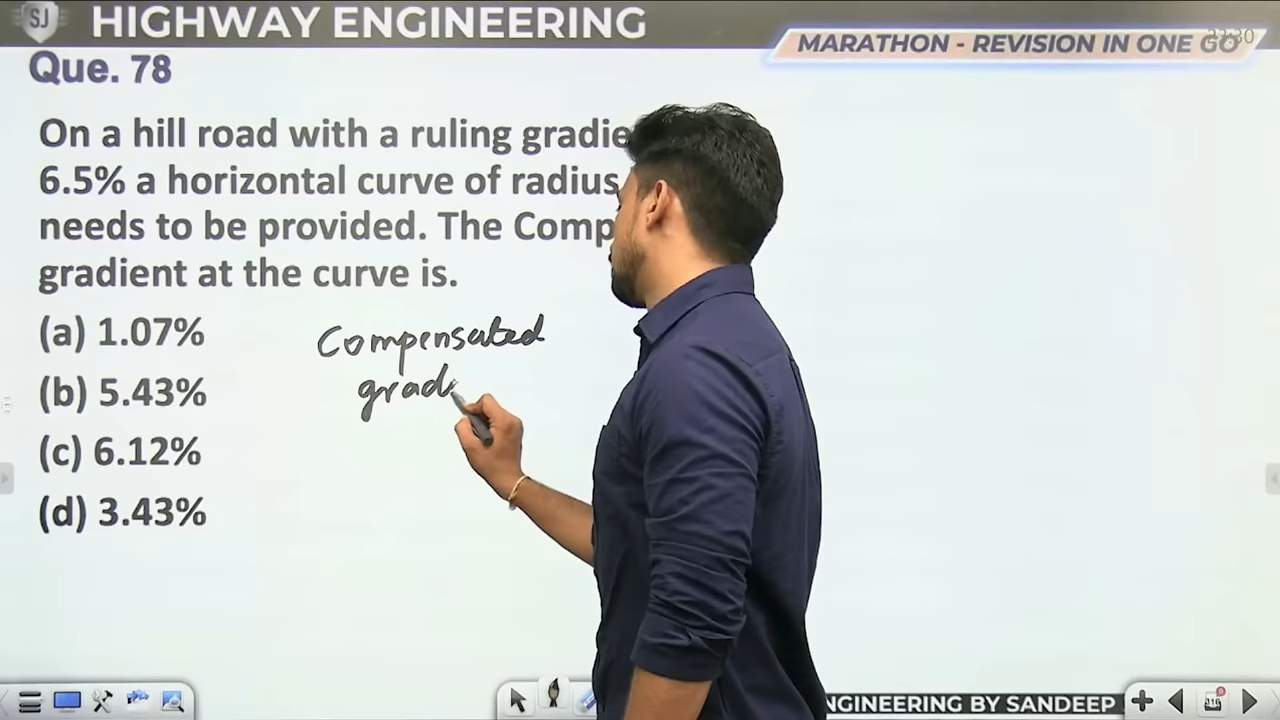 SJ
HIGHWAY ENGINEERING
MARATHON - REVISION IN ONE GO
Que. 78
On a hill road with a ruling gradie
6.5% a horizontal curve of radius
needs to be provided. The Comp
gradient at the curve is.
(a) 1.07%
(b) 5.43%
(c) 6.12%
(d) 3.43%
Compensated
grad
NGINEERING BY SANDEEP
316